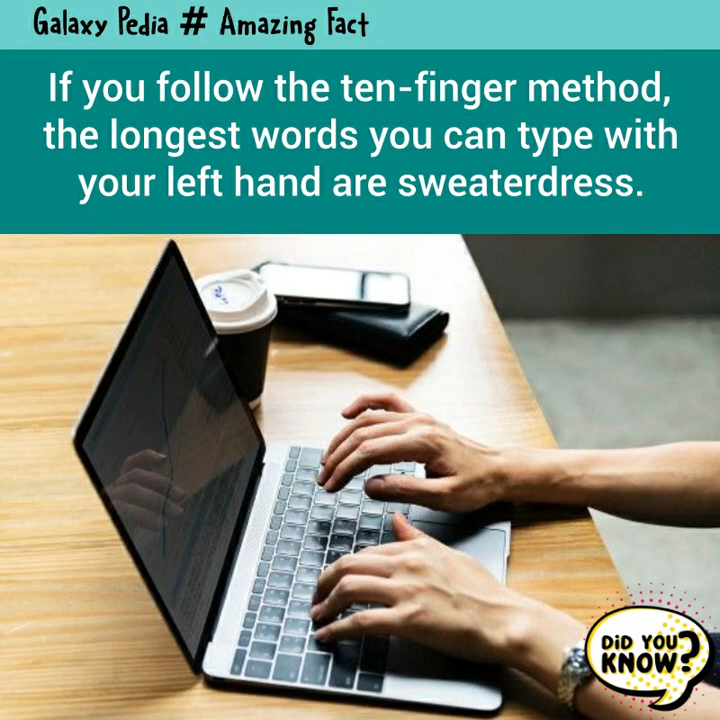 Galaxy Pedia # Amazing Fact
If you follow the ten-finger method,
the longest words you can type with
your left hand are sweaterdress.
DiD YOU
KNOW?